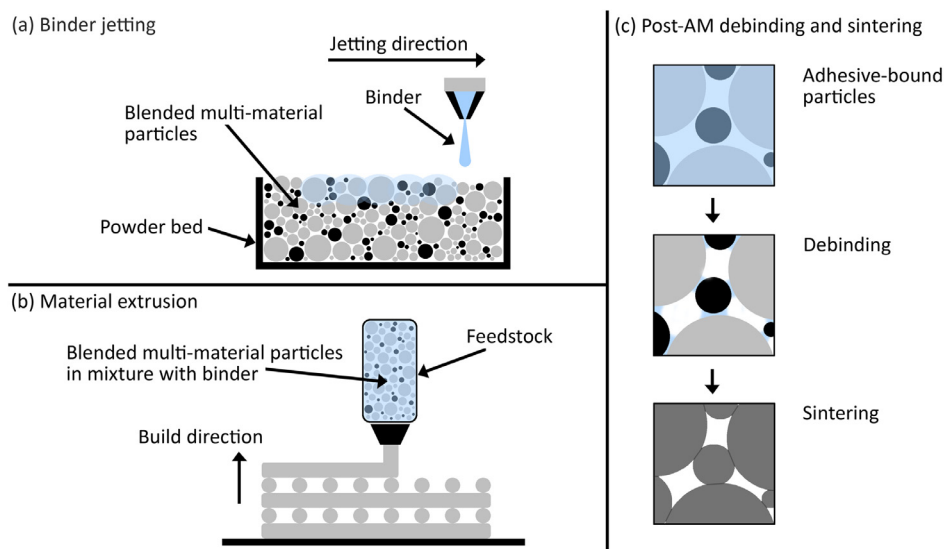 (a) Binder jetting
Jetting direction
Binder
Blended multi-material
particles
Powder bed
(b) Material extrusion
Blended multi-material particles
in mixture with binder
Feedstock
Build direction
(c) Post-AM debinding and sintering
Adhesive-bound
particles
Debinding
Sintering